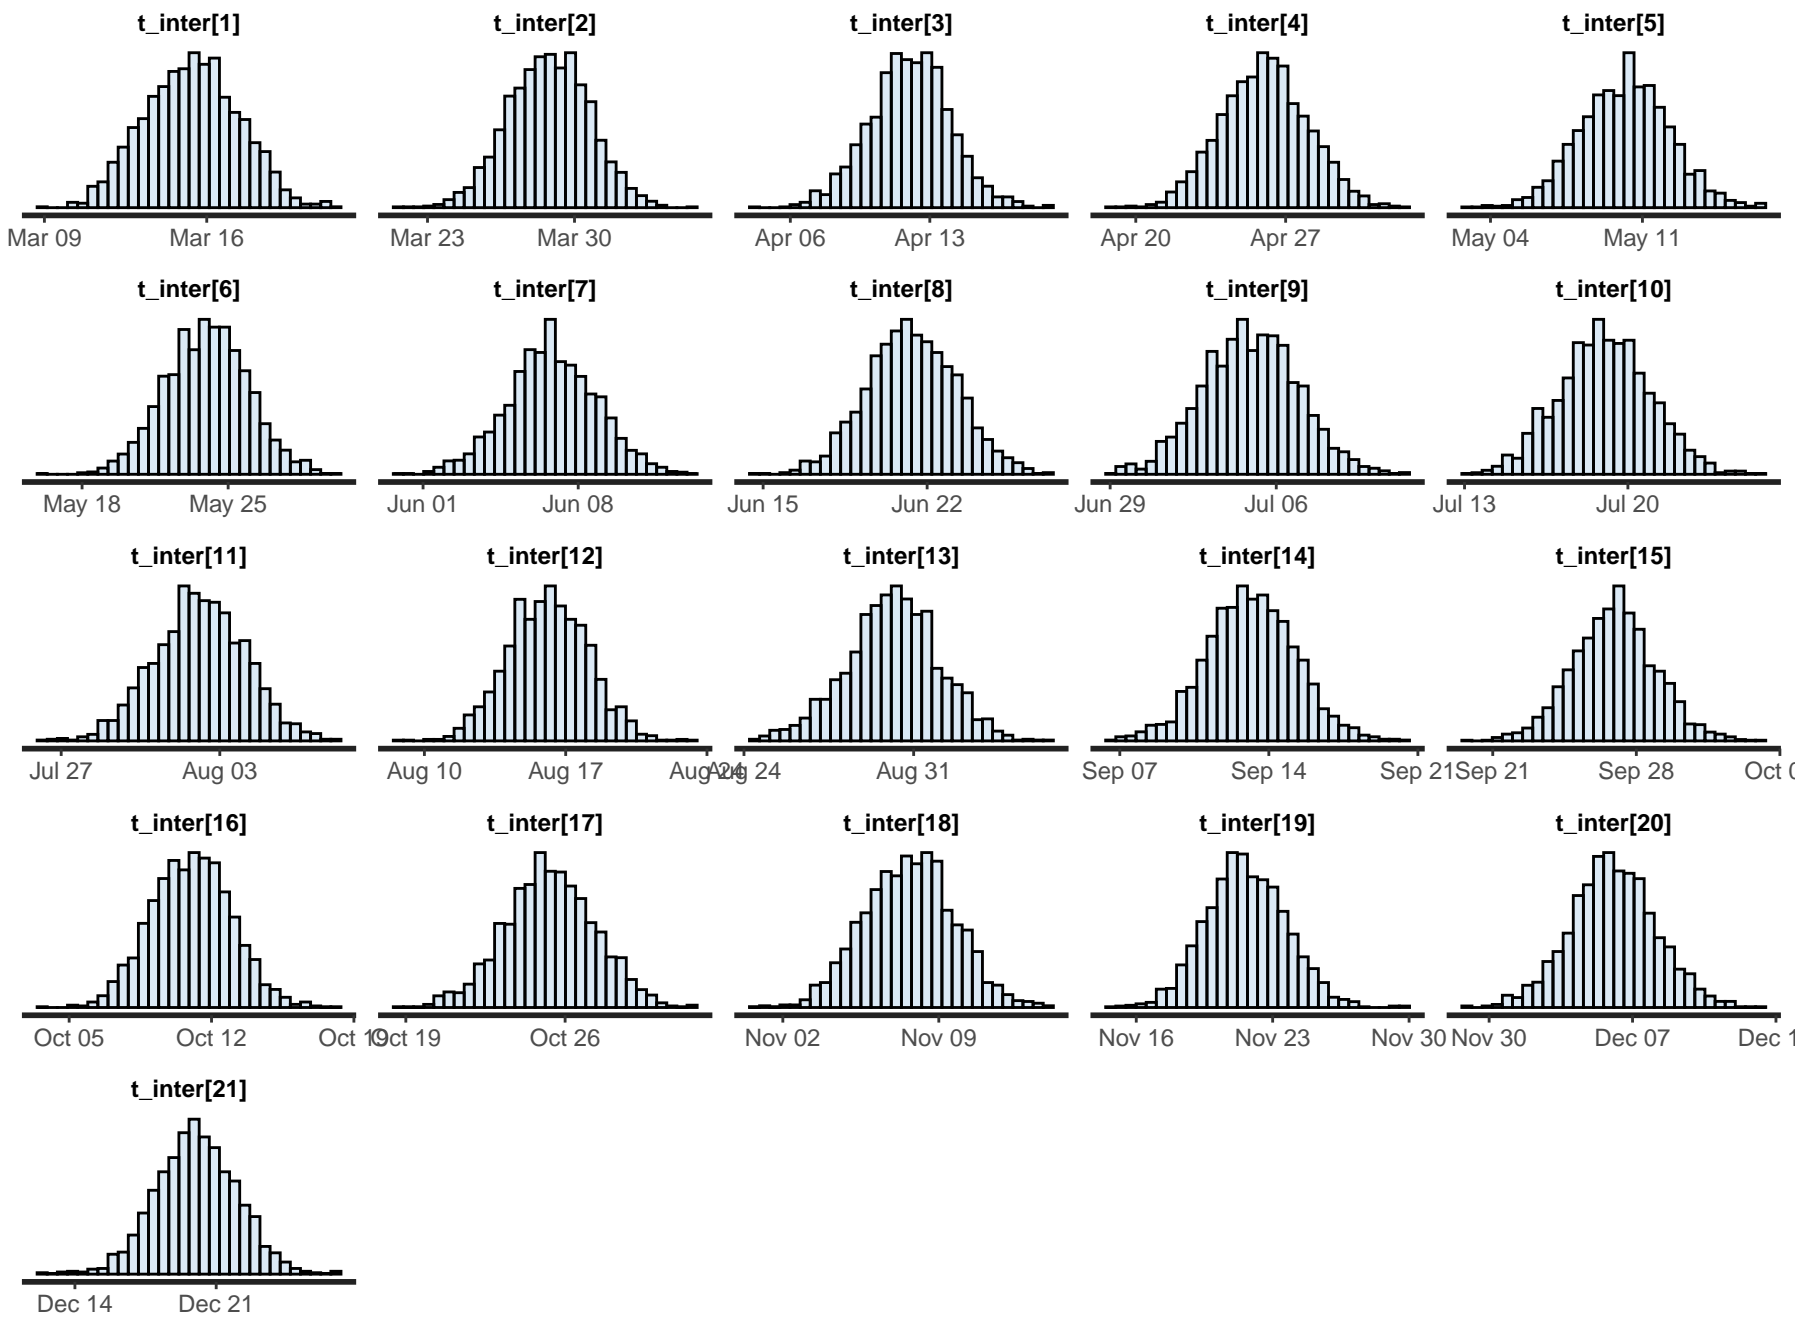 t_inter[1] t_inter[2] t_inter[3] t_inter[4] t_inter[5]
Mar 09 Mar 16 Mar 23 Mar 30 Apr 06 Apr 13 Apr 20 Apr 27 May 04 May 11
t_inter[6] t_inter[7] t_inter[8] t_inter[9] t_inter[10]
May 18 May 25 Jun 01 Jun 08 Jun 15 Jun 22 Jun 29 Jul 06 Jul 13 Jul 20
t_inter[11] t_inter[12] t_inter[13] t_inter[14] t_inter[15]
Jul 27 Aug 03 Aug 10 Aug 17 Aug 24 Aug 24 Aug 31 Sep 07 Sep 14 Sep 21 Sep 21 Sep 28 Oct
t_inter[16] t_inter[17] t_inter[18] t_inter[19] t_inter[20]
Oct 05 Oct 12 Oct 19 Oct 19 Oct 26 Nov 02 Nov 09 Nov 16 Nov 23 Nov 30 Nov 30 Dec 07 Dec
t_inter[21]
Dec 14 Dec 21